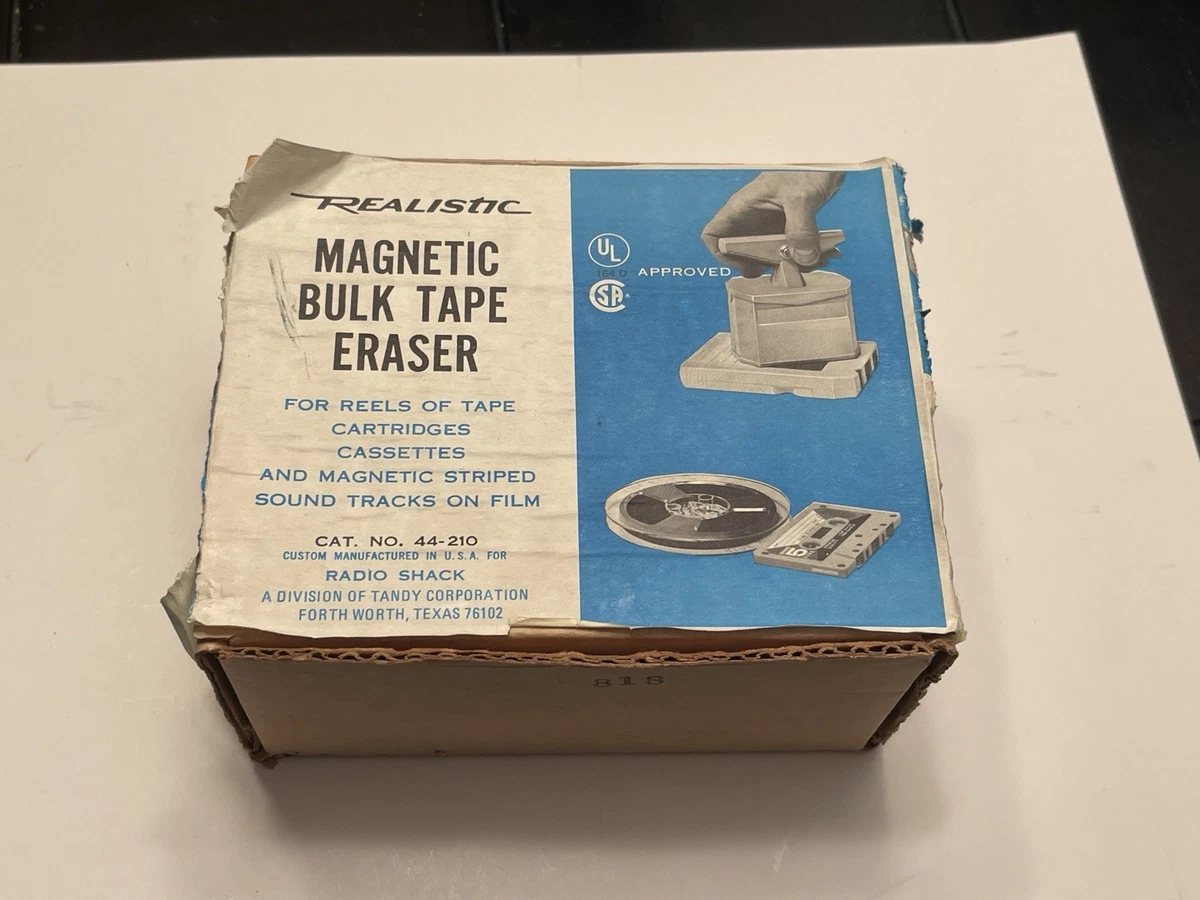 REALISTIC
MAGNETIC
BULK TAPE
ERASER
FOR REELS OF TAPE
CARTRIDGES
CASSETTES
AND MAGNETIC STRIPED
SOUND TRACKS ON FILM
CAT. NO. 44-210
CUSTOM MANUFACTURED IN U.S.A. FOR
RADIO SHACK
A DIVISION OF TANDY CORPORATION
FORTH WORTH, TEXAS 76102
UL
164 D APPROVED
SA
818